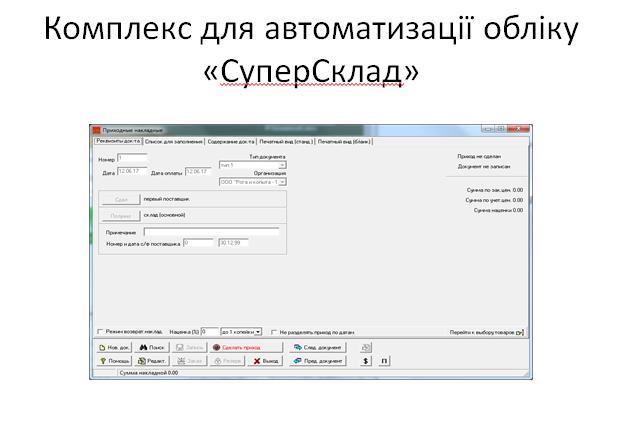 Комплекс для автоматизації обліку
«СуперСклад»
Приходные накладные
Реквизиты док-та Список для заполнения Содержание док-та Печатный вид (станд.) Печатный вид (бланк)
Номер 1 Тип документа Приход не сделан
Дата 12.06.17 Дата оплаты 12.06.17 тип 1 Документ не записан
Организация
ООО "Рога и копыта - 1 Сумма по зак.цен. 0.00
Сдал первый поставщик Сумма по учет.цен. 0.00
Получил склад (основной) Сумма наценки 0.00
Примечание
Номер и дата с/ф поставщика 0 30.12.99
Режим возврат.наклад. Наценка (%) 0 до 1 копейки Не разделять приход по датам Перейти к выбору товаров
Нов. док. Поиск Запись Сделать приход След. документ
Помощь Редакт. Заказ Резерв Выход Пред. документ $ П
Сумма накладной 0.00